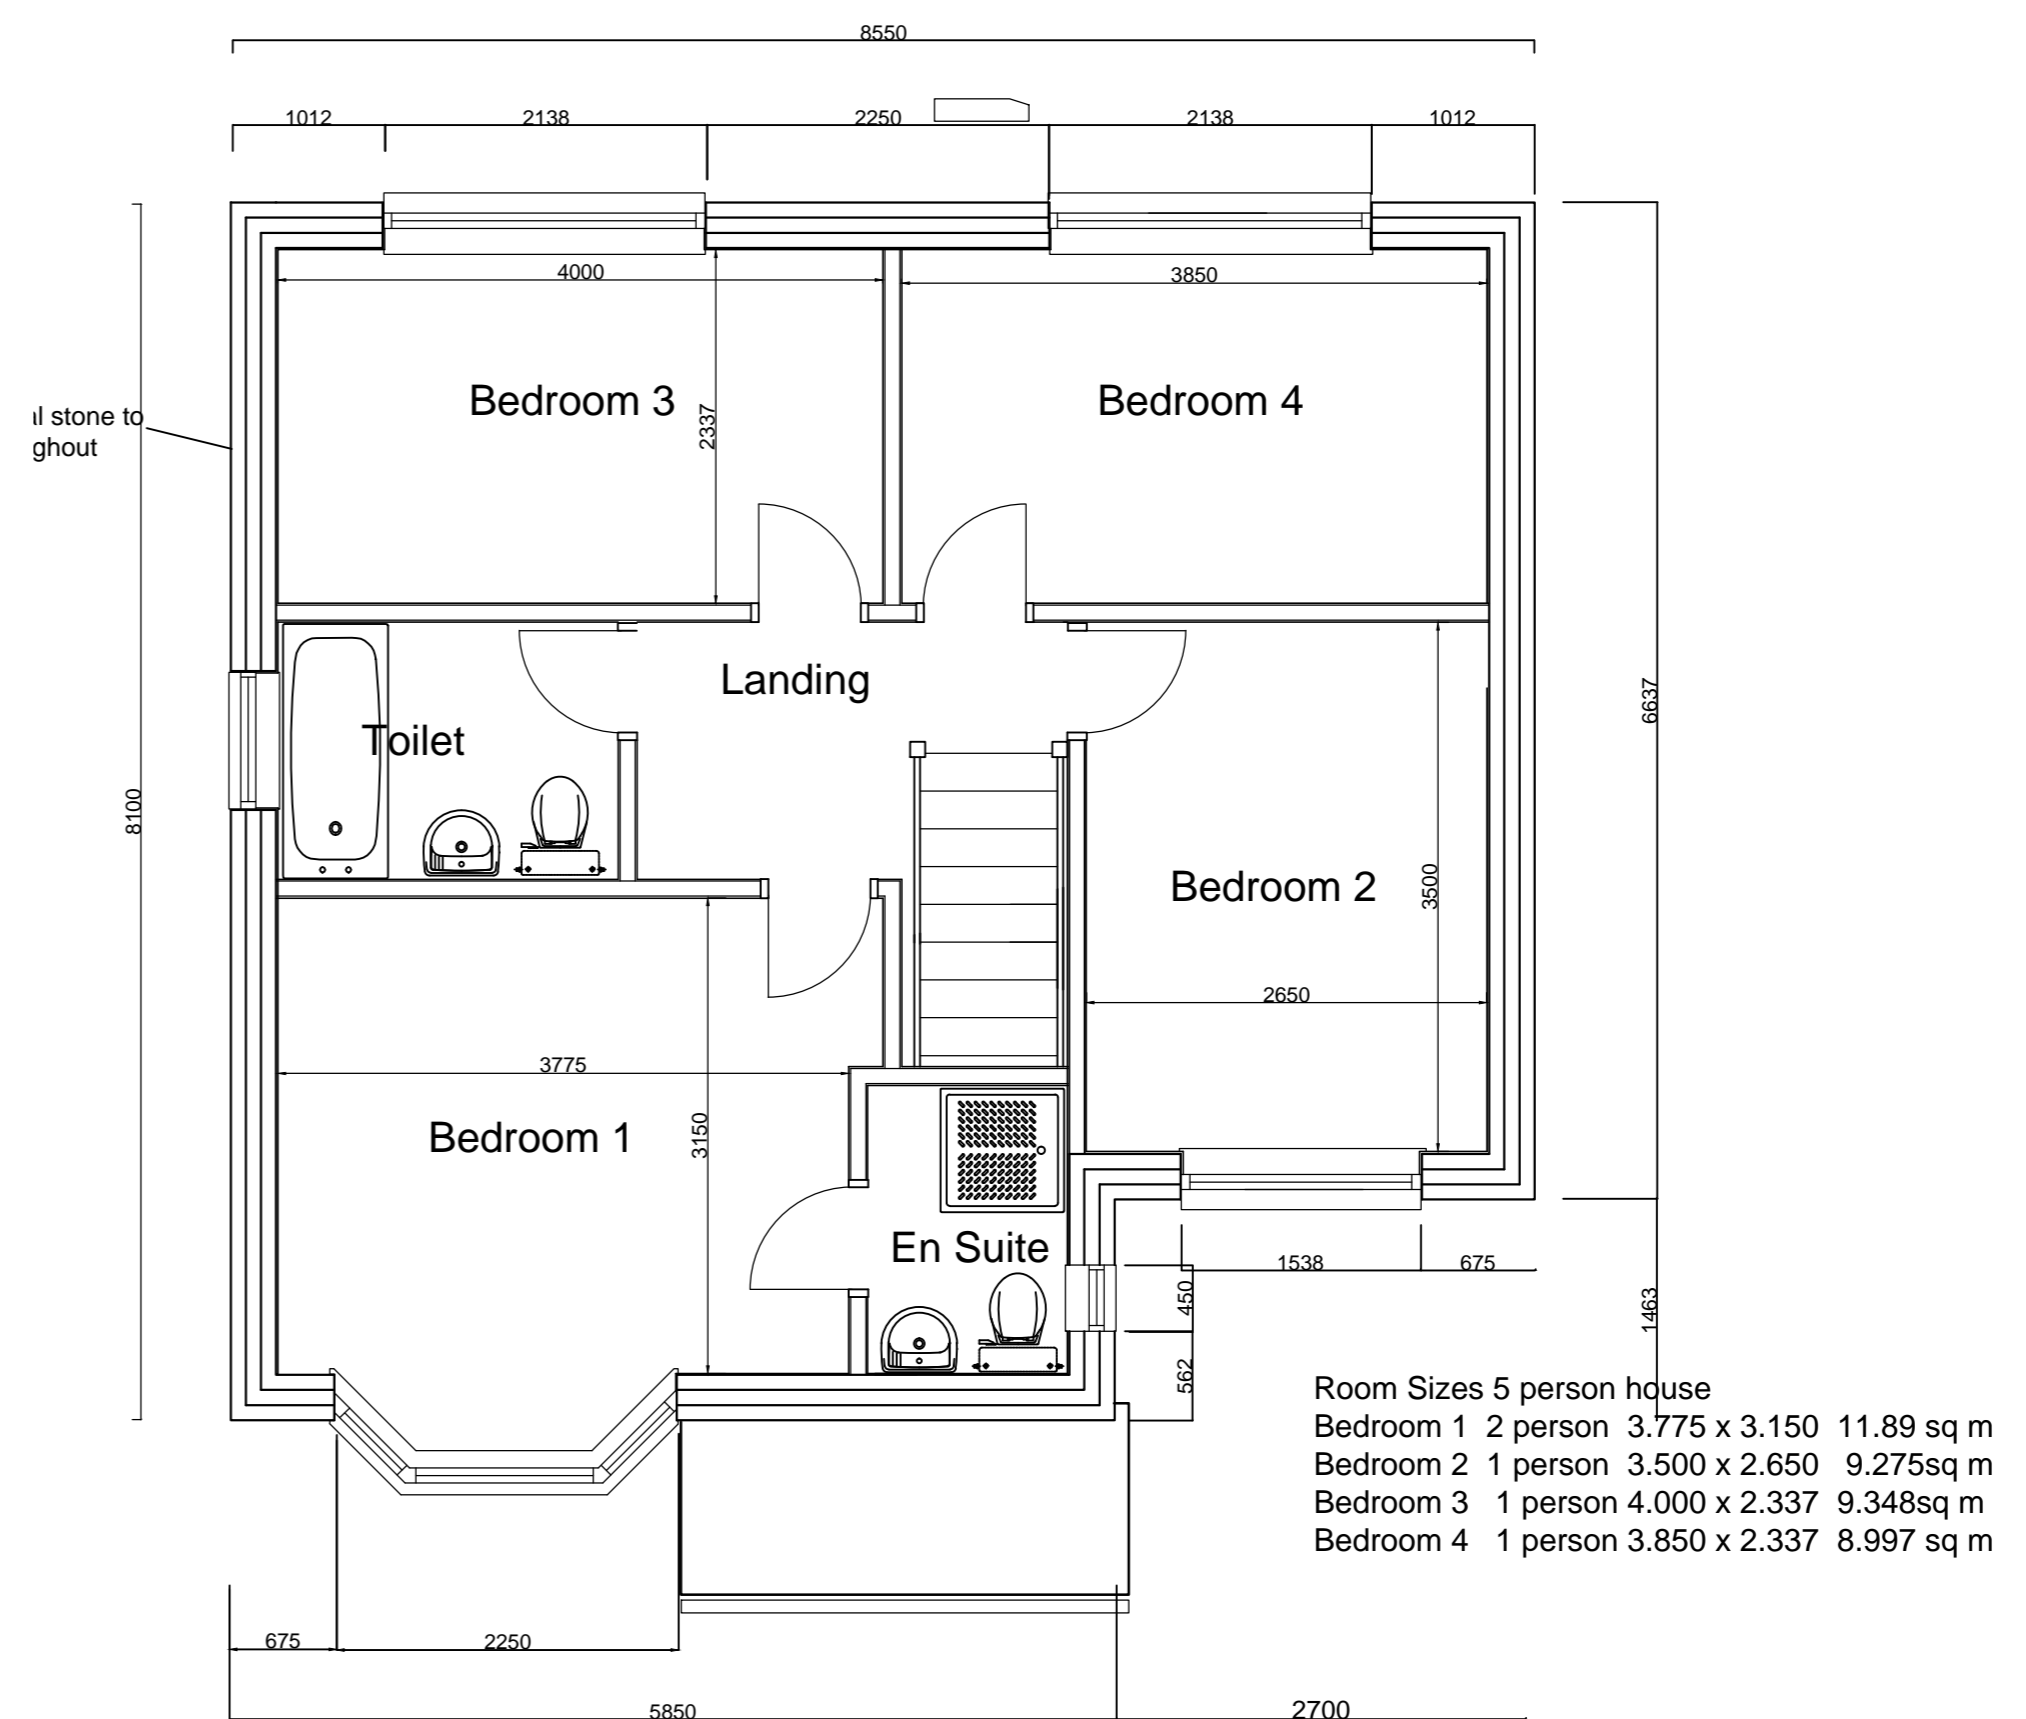 8550
1012 2138 2250 2138 1012
4000 3850
Bedroom 3 2337 Bedroom 4
al stone to
ghout
Landing
6637
Toilet
8100
Bedroom 2 3500
2650
3775
Bedroom 1 3150
En Suite
1538 675
450
1463
562
Room Sizes 5 person house
Bedroom 1 2 person 3.775 x 3.150 11.89 sq m
Bedroom 2 1 person 3.500 x 2.650 9.275sq m
Bedroom 3 1 person 4.000 x 2.337 9.348sq m
Bedroom 4 1 person 3.850 x 2.337 8.997 sq m
675 2250
5850 2700